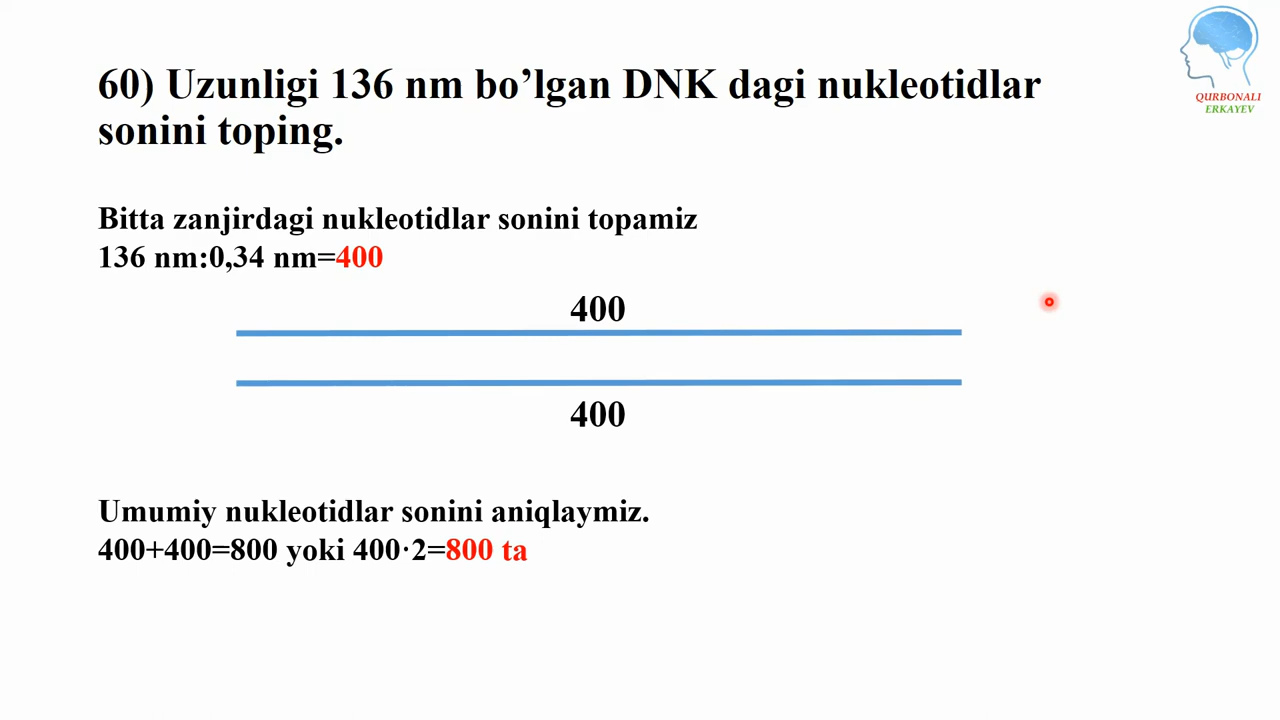 60) Uzunligi 136 nm bo’lgan DNK dagi nukleotidlar
sonini toping.
QURBONALI
ERKAYEV
Bitta zanjirdagi nukleotidlar sonini topamiz
136 nm:0,34 nm=400
400
400
Umumiy nukleotidlar sonini aniqlaymiz.
400+400=800 yoki 400·2=800 ta